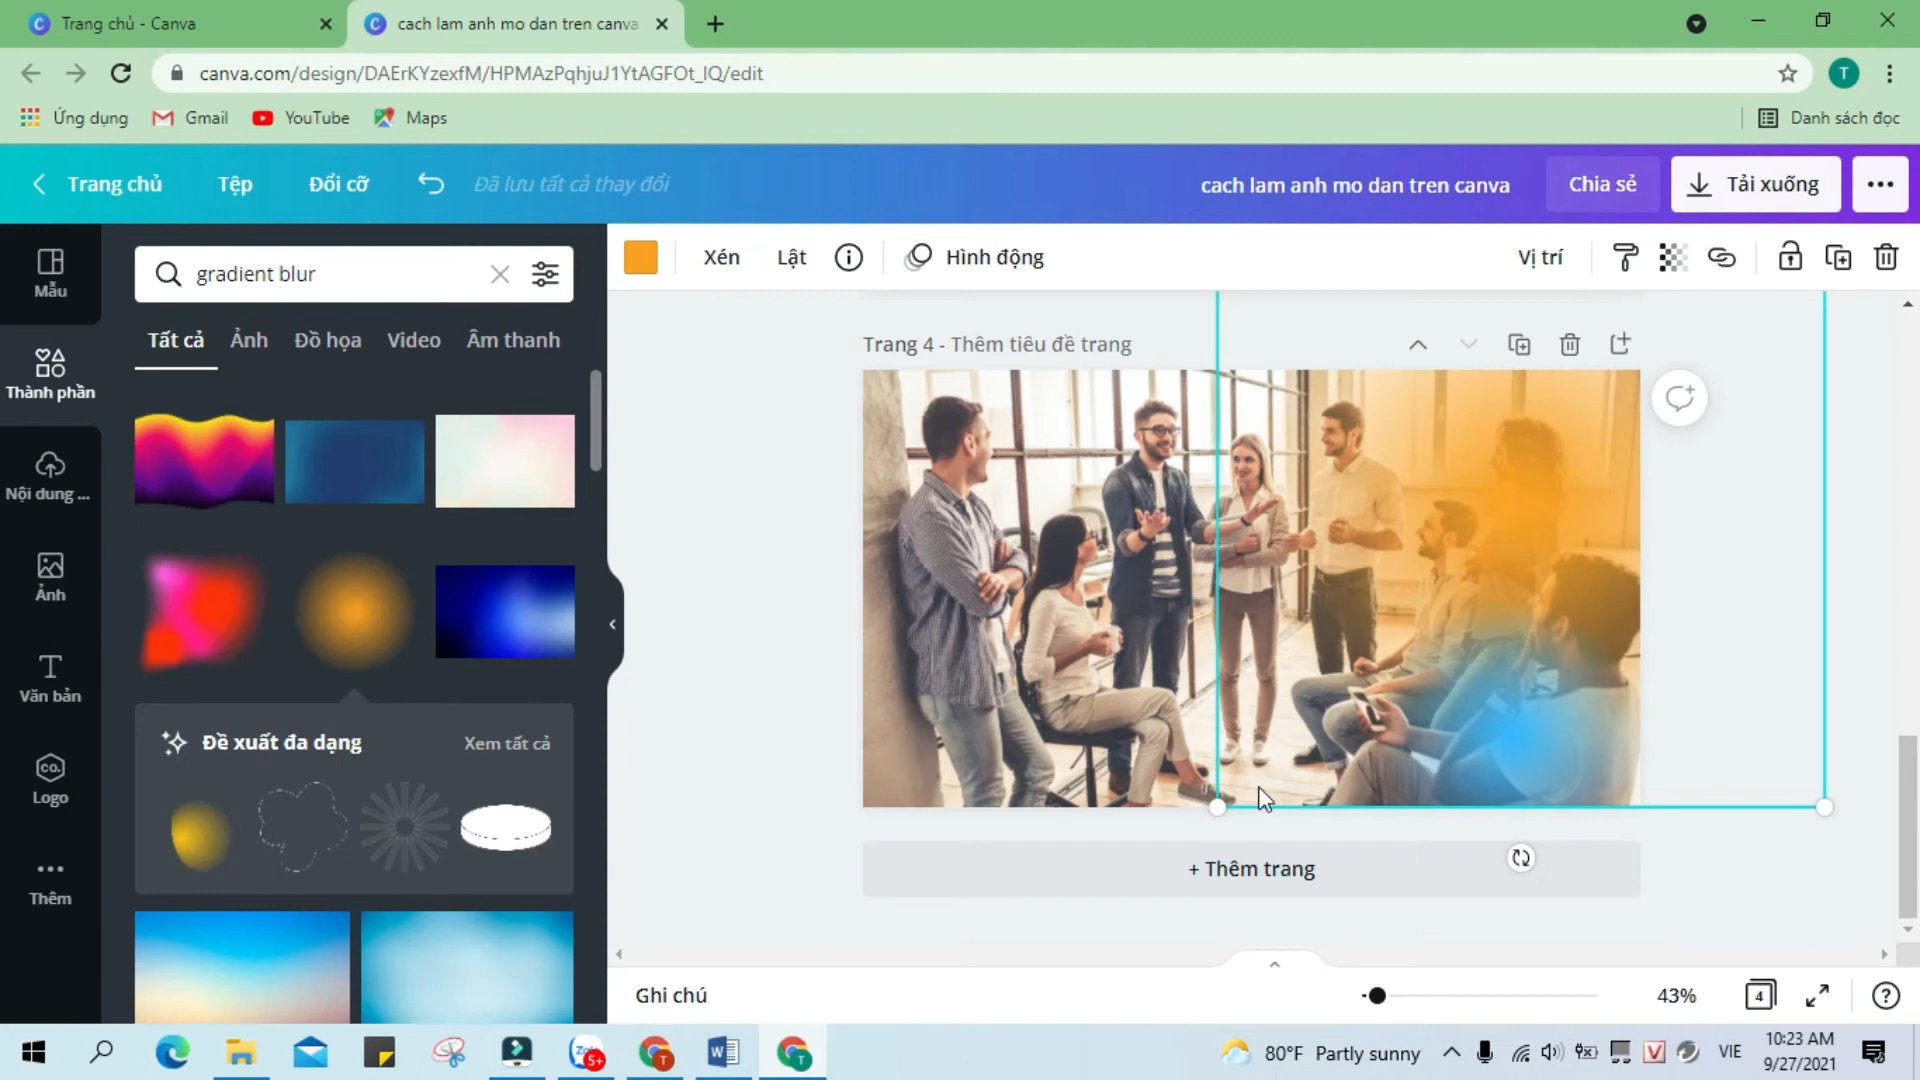 Trang chủ - Canva
cach lam anh mo dan tren canva
canva.com/design/DAErKYzexfM/HPMAzPqhjuJ1YtAGFOt_IQ/edit
T
Ứng dụng
Gmail
YouTube
Maps
Danh sách đọc
Trang chủ
Tệp
Đổi cỡ
Đã lưu tất cả thay đổi
cach lam anh mo dan tren canva
Chia sẻ
Tải xuống
gradient blur
Xén
Lật
Hình động
Vị trí
Mẫu
Thành phần
Nội dung ...
Ảnh
Văn bản
CO.
Logo
Thêm
Tất cả
Ảnh
Đồ họa
Video
Âm thanh
Đề xuất đa dạng
Xem tất cả
Trang 4 - Thêm tiêu đề trang
+ Thêm trang
Ghi chú
43%
4
80°F Partly sunny
VIE
10:23 AM
9/27/2021
Zalo
5+